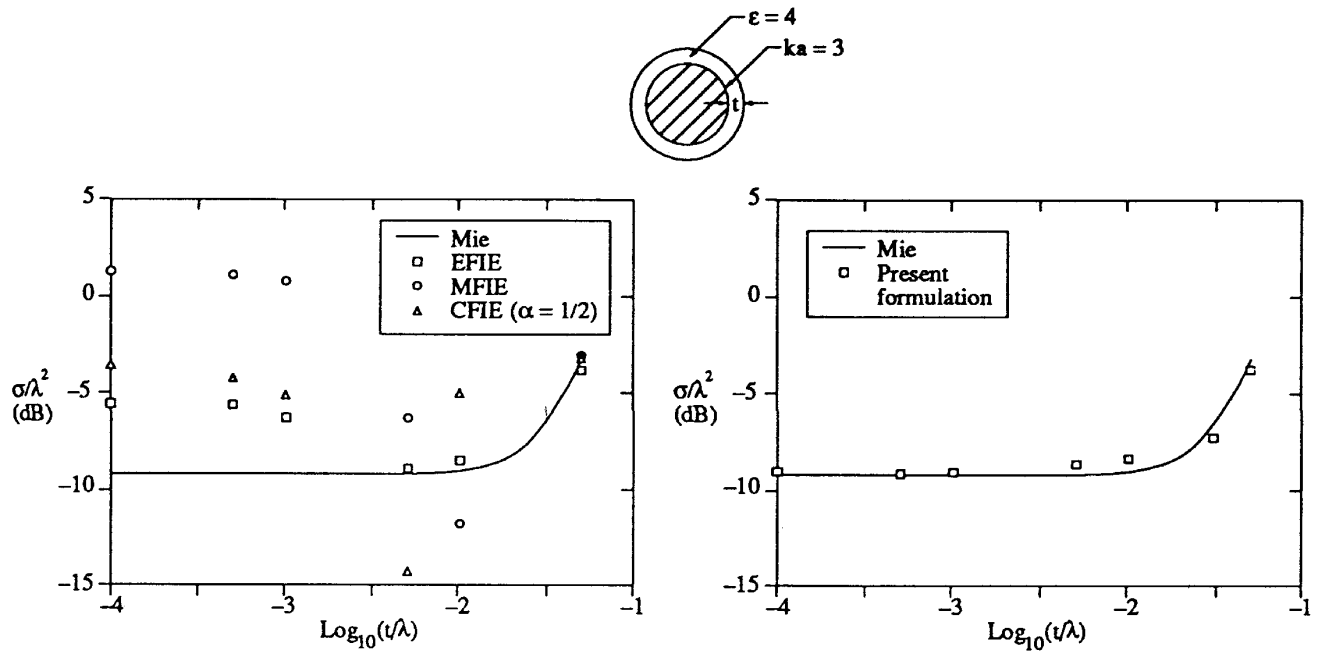 ε = 4
ka = 3
t
5
0
−5
−10
−15
σ/λ²
(dB)
Mie
EFIE
MFIE
CFIE (α = 1/2)
−4
−3
−2
−1
Log₁₀(t/λ)
5
0
−5
−10
−15
σ/λ²
(dB)
Mie
Present
formulation
−4
−3
−2
−1
Log₁₀(t/λ)